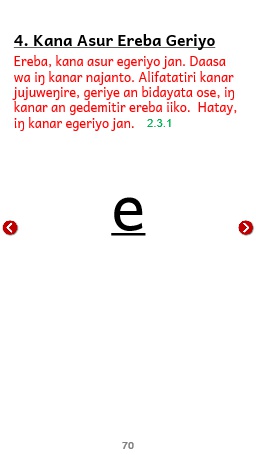 4. Kana Asur Ereba Geriyo
Ereba, kana asur egeriyo jan. Daasa
wa iŋ kanar najanto. Alifatatiri kanar
jujuweŋire, geriye an bidayata ose, iŋ
kanar an gedemitir ereba iiko. Hatay,
iŋ kanar egeriyo jan. 2.3.1
e
70